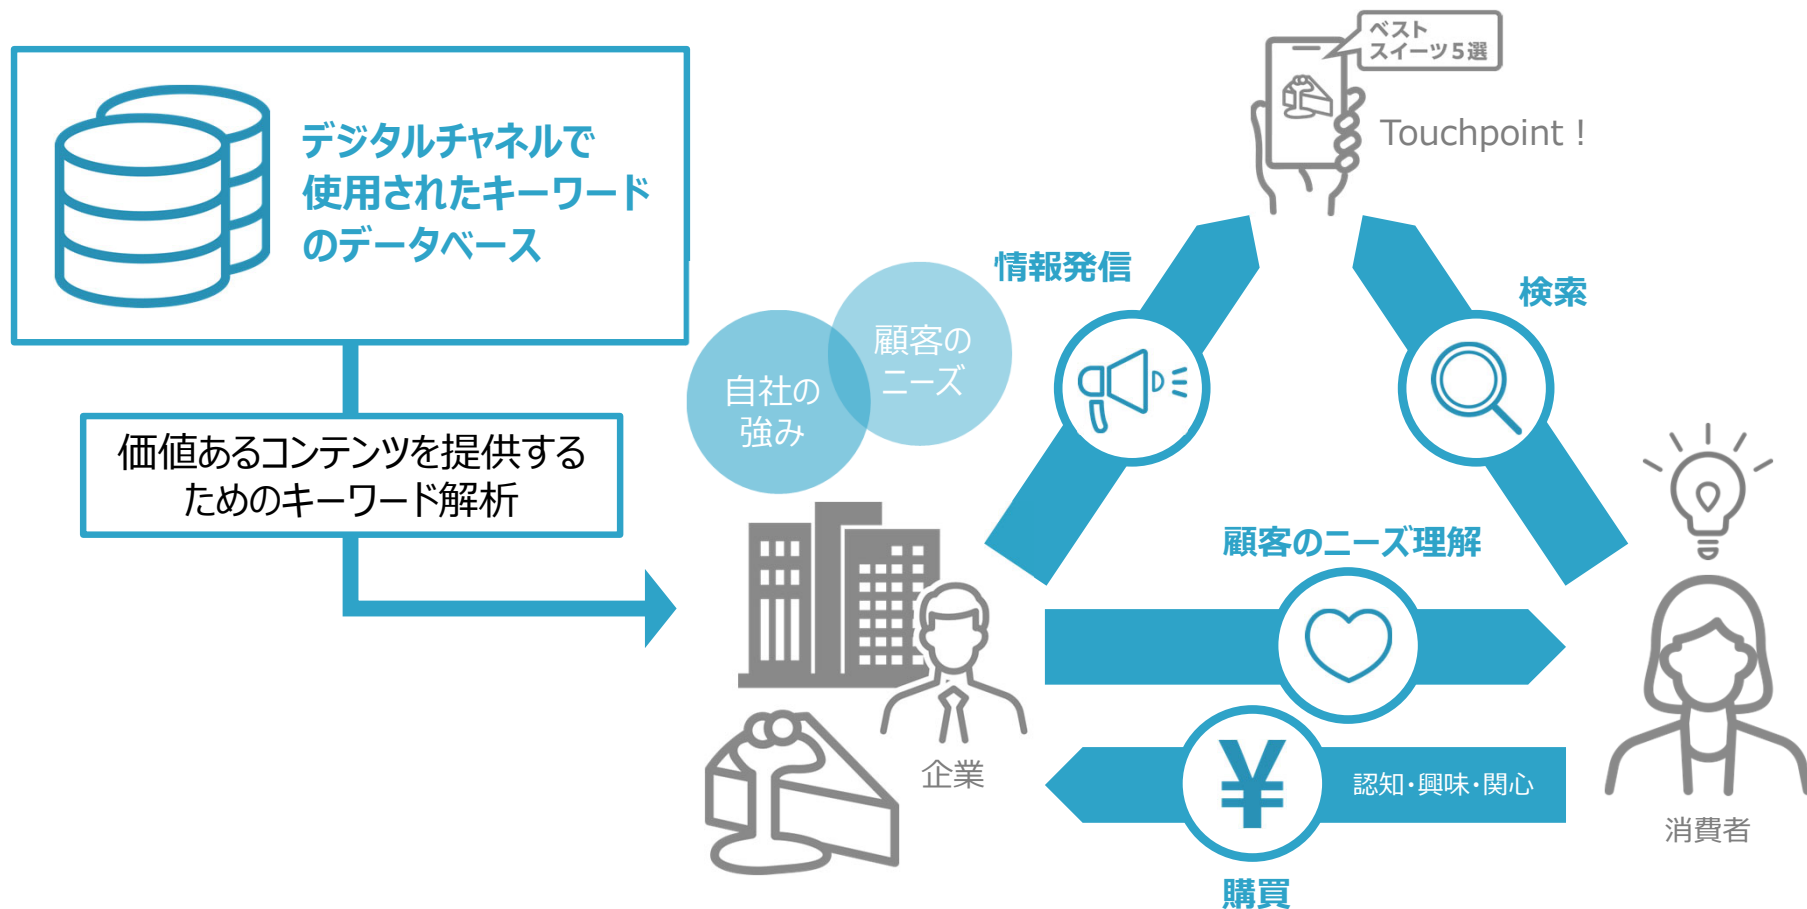 デジタルチャネルで
使用されたキーワード
のデータベース
価値あるコンテンツを提供する
ためのキーワード解析
ベスト
スイーツ5選
Touchpoint！
情報発信
検索
顧客の
ニーズ
自社の
強み
顧客のニーズ理解
企業
¥
認知・興味・関心
消費者
購買